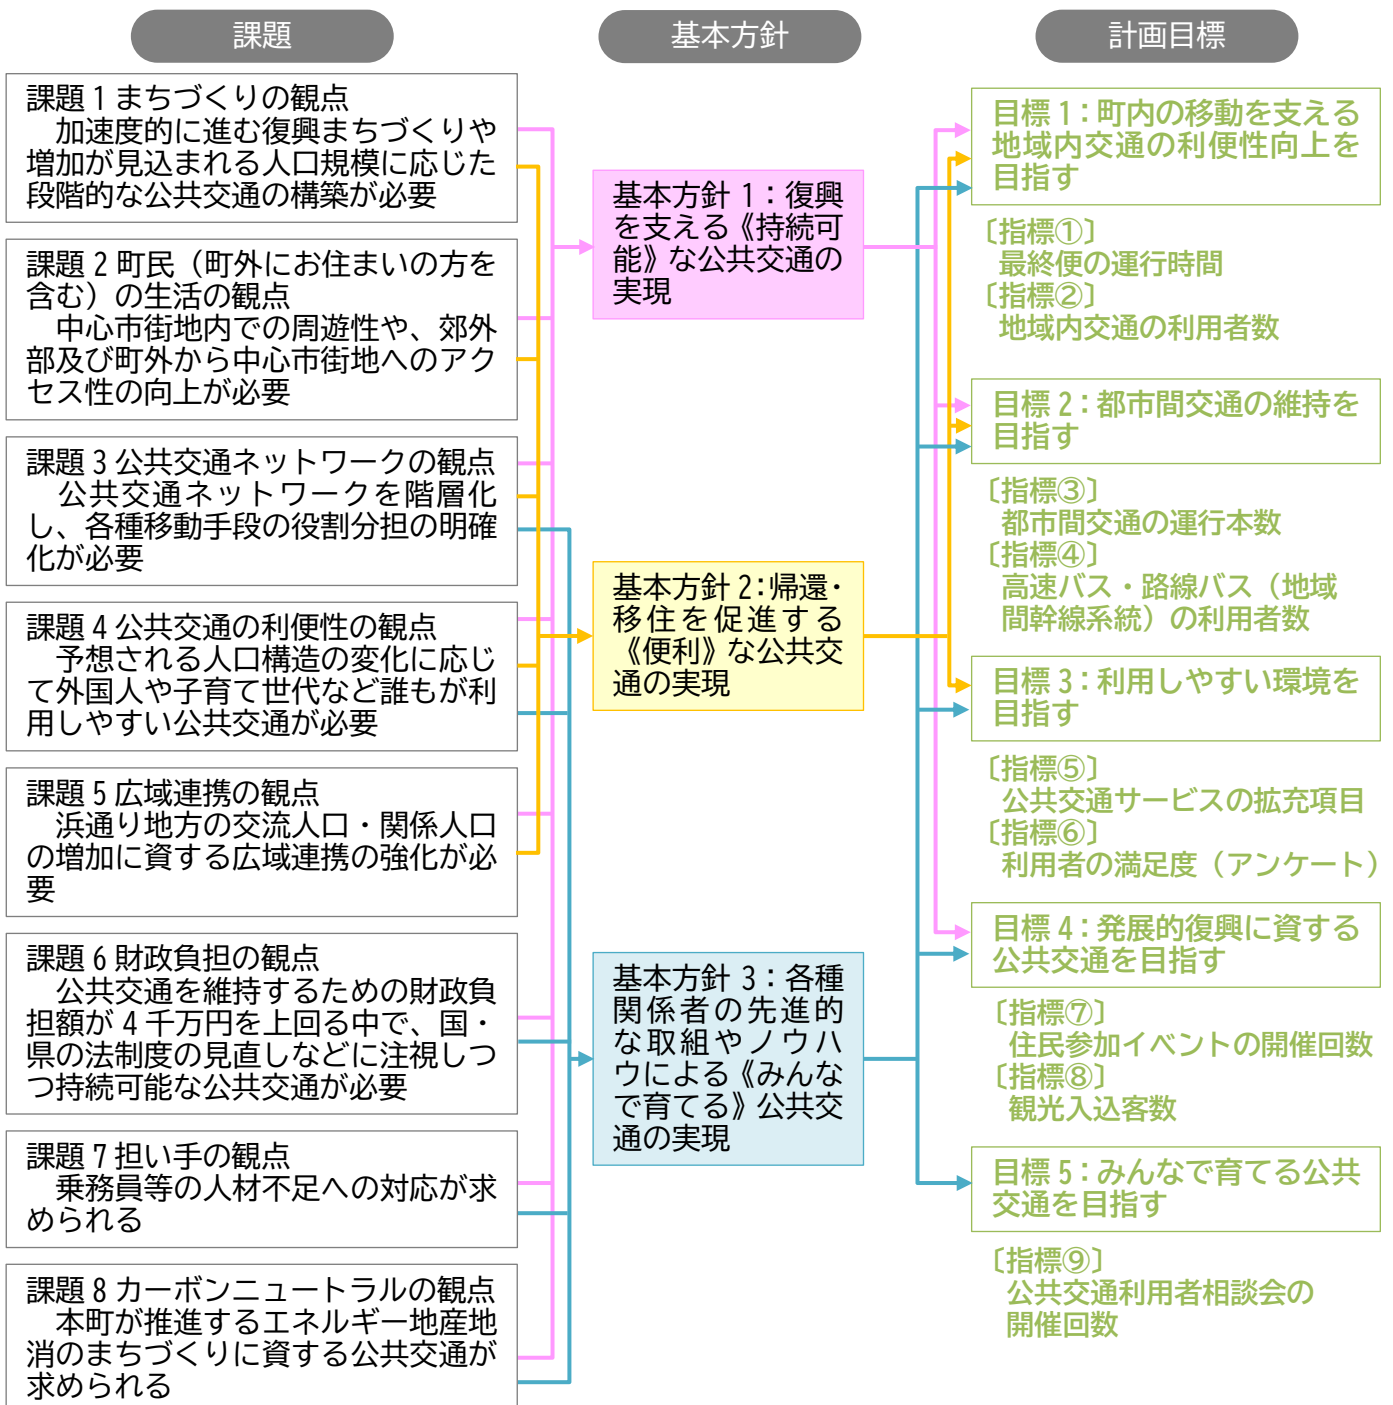 課題
課題1 まちづくりの観点
加速度的に進む復興まちづくりや
増加が見込まれる人口規模に応じた
段階的な公共交通の構築が必要
課題2 町民（町外にお住まいの方を
含む）の生活の観点
中心市街地内での周遊性や、郊外
部及び町外から中心市街地へのアク
セス性の向上が必要
課題3 公共交通ネットワークの観点
公共交通ネットワークを階層化
し、各種移動手段の役割分担の明確
化が必要
課題4 公共交通の利便性の観点
予想される人口構造の変化に応じ
て外国人や子育て世代など誰もが利
用しやすい公共交通が必要
課題5 広域連携の観点
浜通り地方の交流人口・関係人口
の増加に資する広域連携の強化が必
要
課題6 財政負担の観点
公共交通を維持するための財政負
担額が4千万円を上回る中で、国・
県の法制度の見直しなどに注視しつ
つ持続可能な公共交通が必要
課題7 担い手の観点
乗務員等の人材不足への対応が求
められる
課題8 カーボンニュートラルの観点
本町が推進するエネルギー地産地
消のまちづくりに資する公共交通が
求められる
基本方針
基本方針1：復興
を支える《持続可
能》な公共交通の
実現
基本方針2：帰還・
移住を促進する
《便利》な公共交
通の実現
基本方針3：各種
関係者の先進的
な取組やノウハ
ウによる《みんな
で育てる》公共交
通の実現
計画目標
目標1：町内の移動を支える
地域内交通の利便性向上を
目指す
〔指標①〕
最終便の運行時間
〔指標②〕
地域内交通の利用者数
目標2：都市間交通の維持を
目指す
〔指標③〕
都市間交通の運行本数
〔指標④〕
高速バス・路線バス（地域
間幹線系統）の利用者数
目標3：利用しやすい環境を
目指す
〔指標⑤〕
公共交通サービスの拡充項目
〔指標⑥〕
利用者の満足度（アンケート）
目標4：発展的復興に資する
公共交通を目指す
〔指標⑦〕
住民参加イベントの開催回数
〔指標⑧〕
観光入込客数
目標5：みんなで育てる公共
交通を目指す
〔指標⑨〕
公共交通利用者相談会の
開催回数